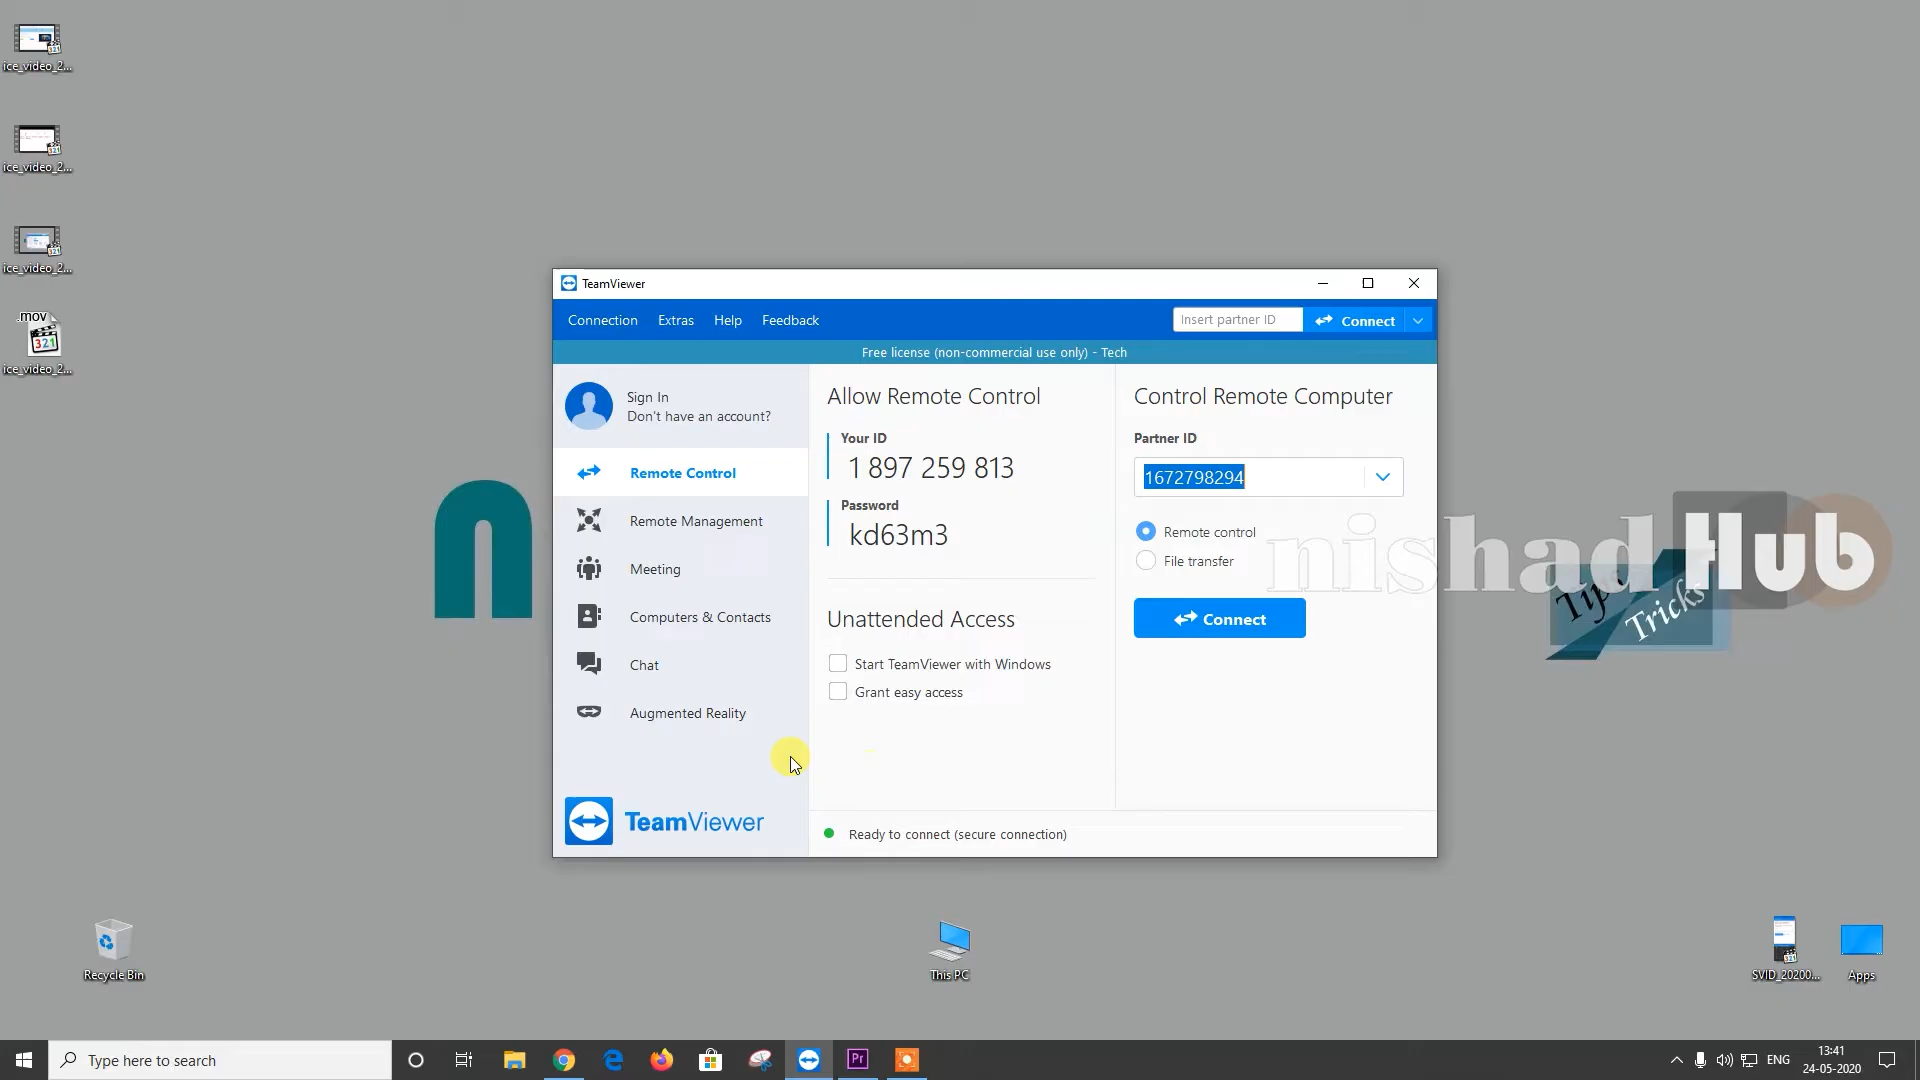 ice_video_2...
ice_video_2...
ice_video_2...
.mov
321
ice_video_2...
TeamViewer
Connection Extras Help Feedback
Insert partner ID
Connect
Free license (non-commercial use only) - Tech
Sign In
Don't have an account?
Remote Control
Remote Management
Meeting
Computers & Contacts
Chat
Augmented Reality
TeamViewer
Allow Remote Control
Your ID
1 897 259 813
Password
kd63m3
Unattended Access
Start TeamViewer with Windows
Grant easy access
Control Remote Computer
Partner ID
1672798294
Remote control
File transfer
Connect
Ready to connect (secure connection)
n
nishad Hub
Tips
Tricks
Recycle Bin
This PC
SVID_20200...
Apps
Type here to search
Pr
ENG
13:41
24-05-2020